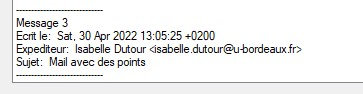 -----------------------------
Message 3
Ecrit le:  Sat, 30 Apr 2022 13:05:25 +0200
Expediteur:  Isabelle Dutour <isabelle.dutour@u-bordeaux.fr>
Sujet:  Mail avec des points
-----------------------------